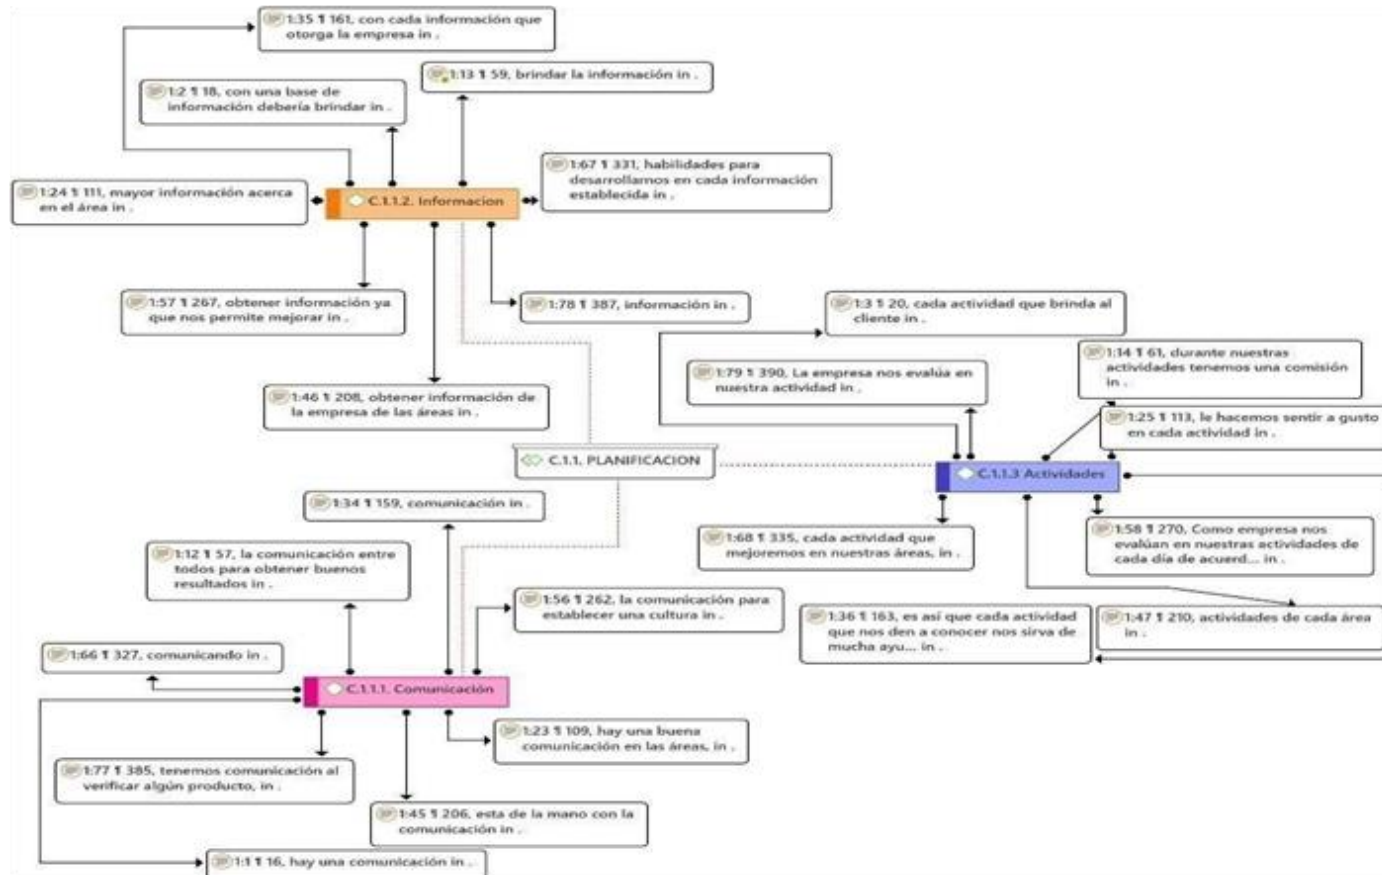 1:35 ¶ 161, con cada información que
otorga la empresa in .
1:13 ¶ 59, brindar la información in .
1:2 ¶ 18, con una base de
información debería brindar in .
1:67 ¶ 331, habilidades para
desarrollarnos en cada información
establecida in .
1:24 ¶ 111, mayor información acerca
en el área in .
C.1.1.2. Informacion
1:57 ¶ 267, obtener información ya
que nos permite mejorar in .
1:78 ¶ 387, información in .
1:46 ¶ 208, obtener información de
la empresa de las áreas in .
C.1.1. PLANIFICACION
1:3 ¶ 20, cada actividad que brinda al
cliente in .
1:79 ¶ 390, La empresa nos evalúa en
nuestra actividad in .
1:14 ¶ 61, durante nuestras
actividades tenemos una comisión
in .
1:25 ¶ 113, le hacemos sentir a gusto
en cada actividad in .
C.1.1.3 Actividades
1:68 ¶ 335, cada actividad que
mejoremos en nuestras áreas, in .
1:58 ¶ 270, Como empresa nos
evalúan en nuestras actividades de
cada día de acuerd... in .
1:36 ¶ 163, es así que cada actividad
que nos den a conocer nos sirva de
mucha ayu... in .
1:47 ¶ 210, actividades de cada área
in .
1:34 ¶ 159, comunicación in .
1:12 ¶ 57, la comunicación entre
todos para obtener buenos
resultados in .
1:56 ¶ 262, la comunicación para
establecer una cultura in .
1:66 ¶ 327, comunicando in .
C.1.1.1. Comunicación
1:23 ¶ 109, hay una buena
comunicación en las áreas, in .
1:77 ¶ 385, tenemos comunicación al
verificar algún producto, in .
1:45 ¶ 206, esta de la mano con la
comunicación in .
1:1 ¶ 16, hay una comunicación in .